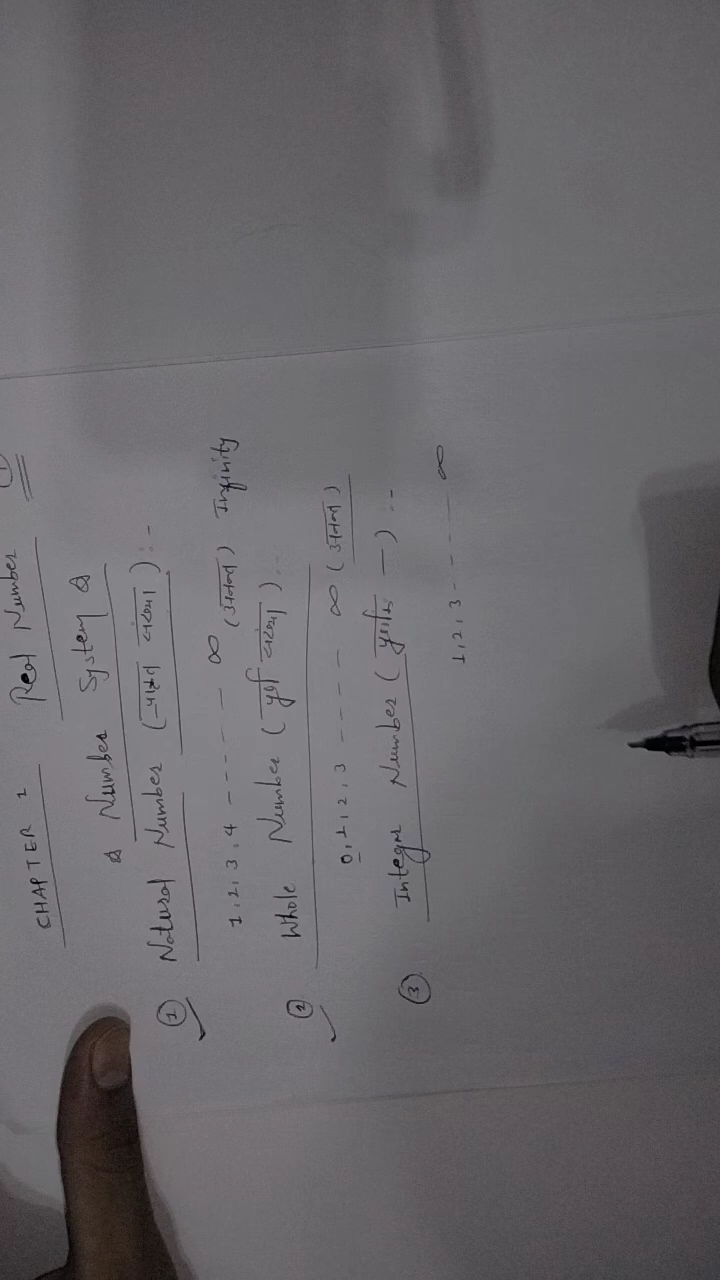 CHAPTER 1 Real Number ①
☆ Number System ☆
① Natural Number (प्राकृत संख्या) :-
1, 2, 3, 4 ------ ∞ (अनन्त) Infinity
② Whole Number (पूर्ण संख्या) :-
0, 1, 2, 3 ----- ∞ (अनन्त)
③ Integer Number (पूर्णांक —) :-
1, 2, 3 ------ ∞